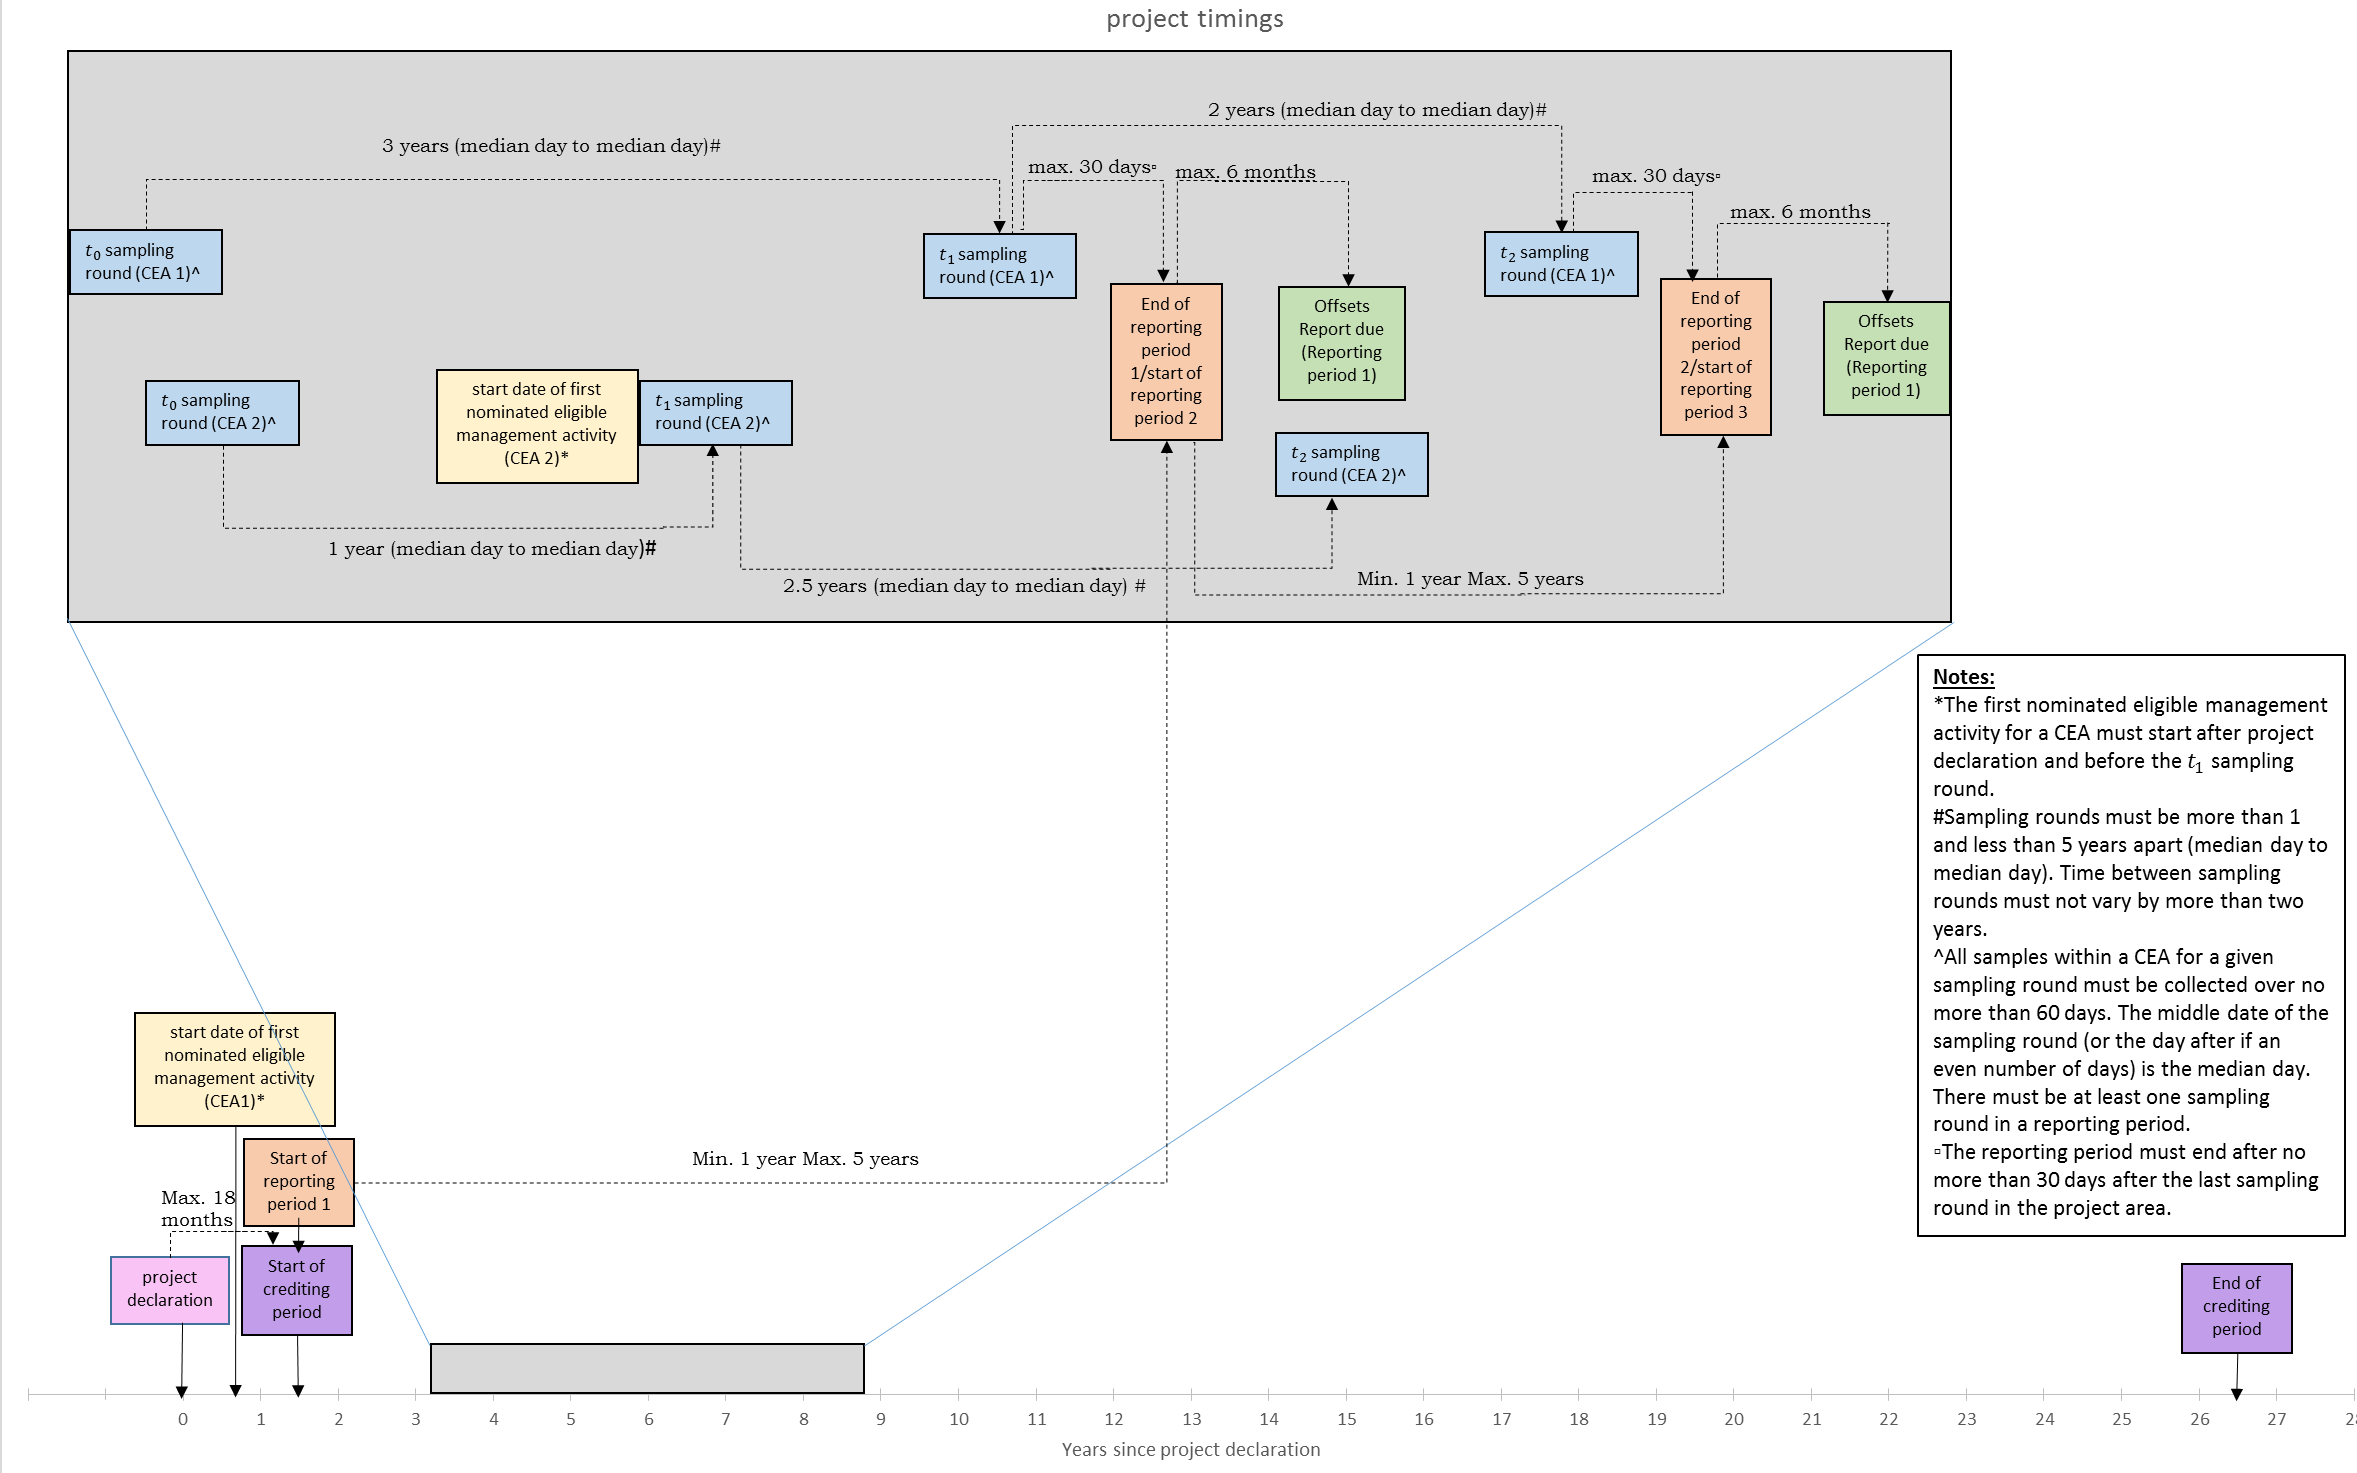 project timings
2 years (median day to median day)#
3 years (median day to median day)#
max. 30 days▫
max. 6 months
max. 30 days▫
max. 6 months
t0 sampling
round (CEA 1)^
t1 sampling
round (CEA 1)^
t2 sampling
round (CEA 1)^
End of
reporting
period
1/start of
reporting
period 2
Offsets
Report due
(Reporting
period 1)
End of
reporting
period
2/start of
reporting
period 3
Offsets
Report due
(Reporting
period 1)
t0 sampling
round (CEA 2)^
start date of first
nominated eligible
management activity
(CEA 2)*
t1 sampling
round (CEA 2)^
t2 sampling
round (CEA 2)^
1 year (median day to median day)#
2.5 years (median day to median day) #
Min. 1 year Max. 5 years
Notes:
*The first nominated eligible management
activity for a CEA must start after project
declaration and before the t1 sampling
round.
#Sampling rounds must be more than 1
and less than 5 years apart (median day to
median day). Time between sampling
rounds must not vary by more than two
years.
^All samples within a CEA for a given
sampling round must be collected over no
more than 60 days. The middle date of the
sampling round (or the day after if an
even number of days) is the median day.
There must be at least one sampling
round in a reporting period.
▫The reporting period must end after no
more than 30 days after the last sampling
round in the project area.
start date of first
nominated eligible
management activity
(CEA1)*
Start of
reporting
period 1
Min. 1 year Max. 5 years
Max. 18
months
project
declaration
Start of
crediting
period
End of
crediting
period
0 1 2 3 4 5 6 7 8 9 10 11 12 13 14 15 16 17 18 19 20 21 22 23 24 25 26 27
Years since project declaration